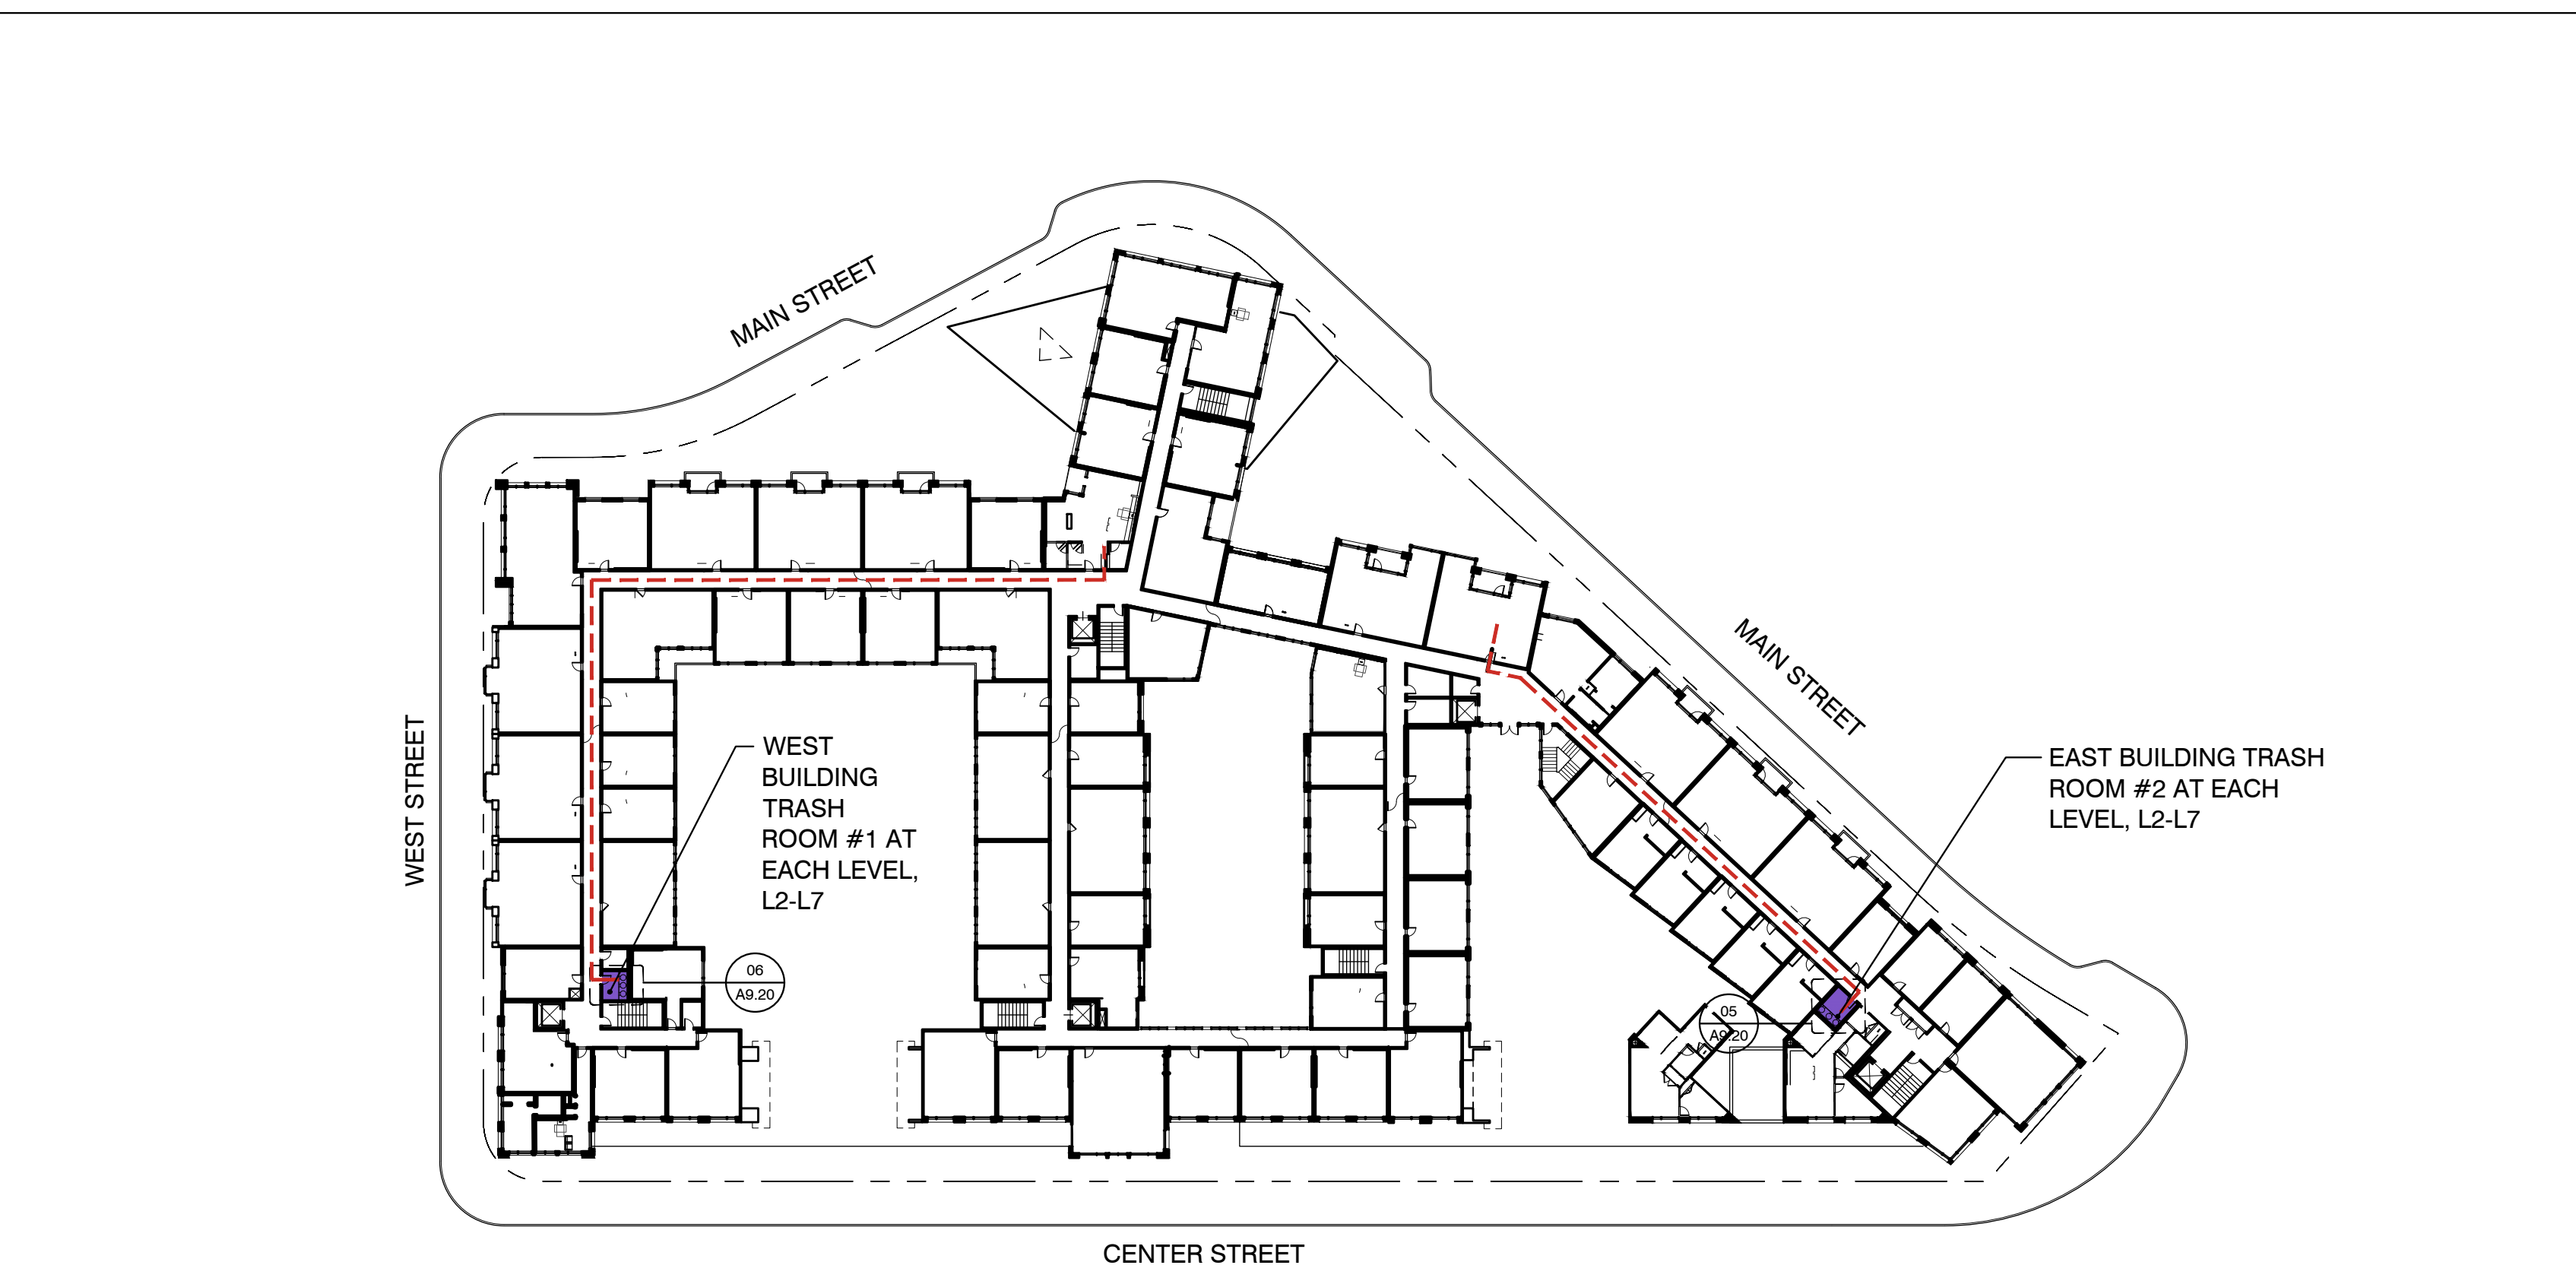 MAIN STREET
MAIN STREET
WEST STREET
WEST
BUILDING
TRASH
ROOM #1 AT
EACH LEVEL,
L2-L7
EAST BUILDING TRASH
ROOM #2 AT EACH
LEVEL, L2-L7
06
A9.20
05
A9.20
CENTER STREET